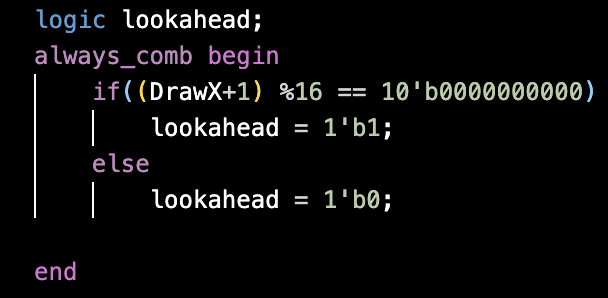 logic lookahead;
always_comb begin
if((DrawX+1) %16 == 10'b0000000000)
lookahead = 1'b1;
else
lookahead = 1'b0;
end